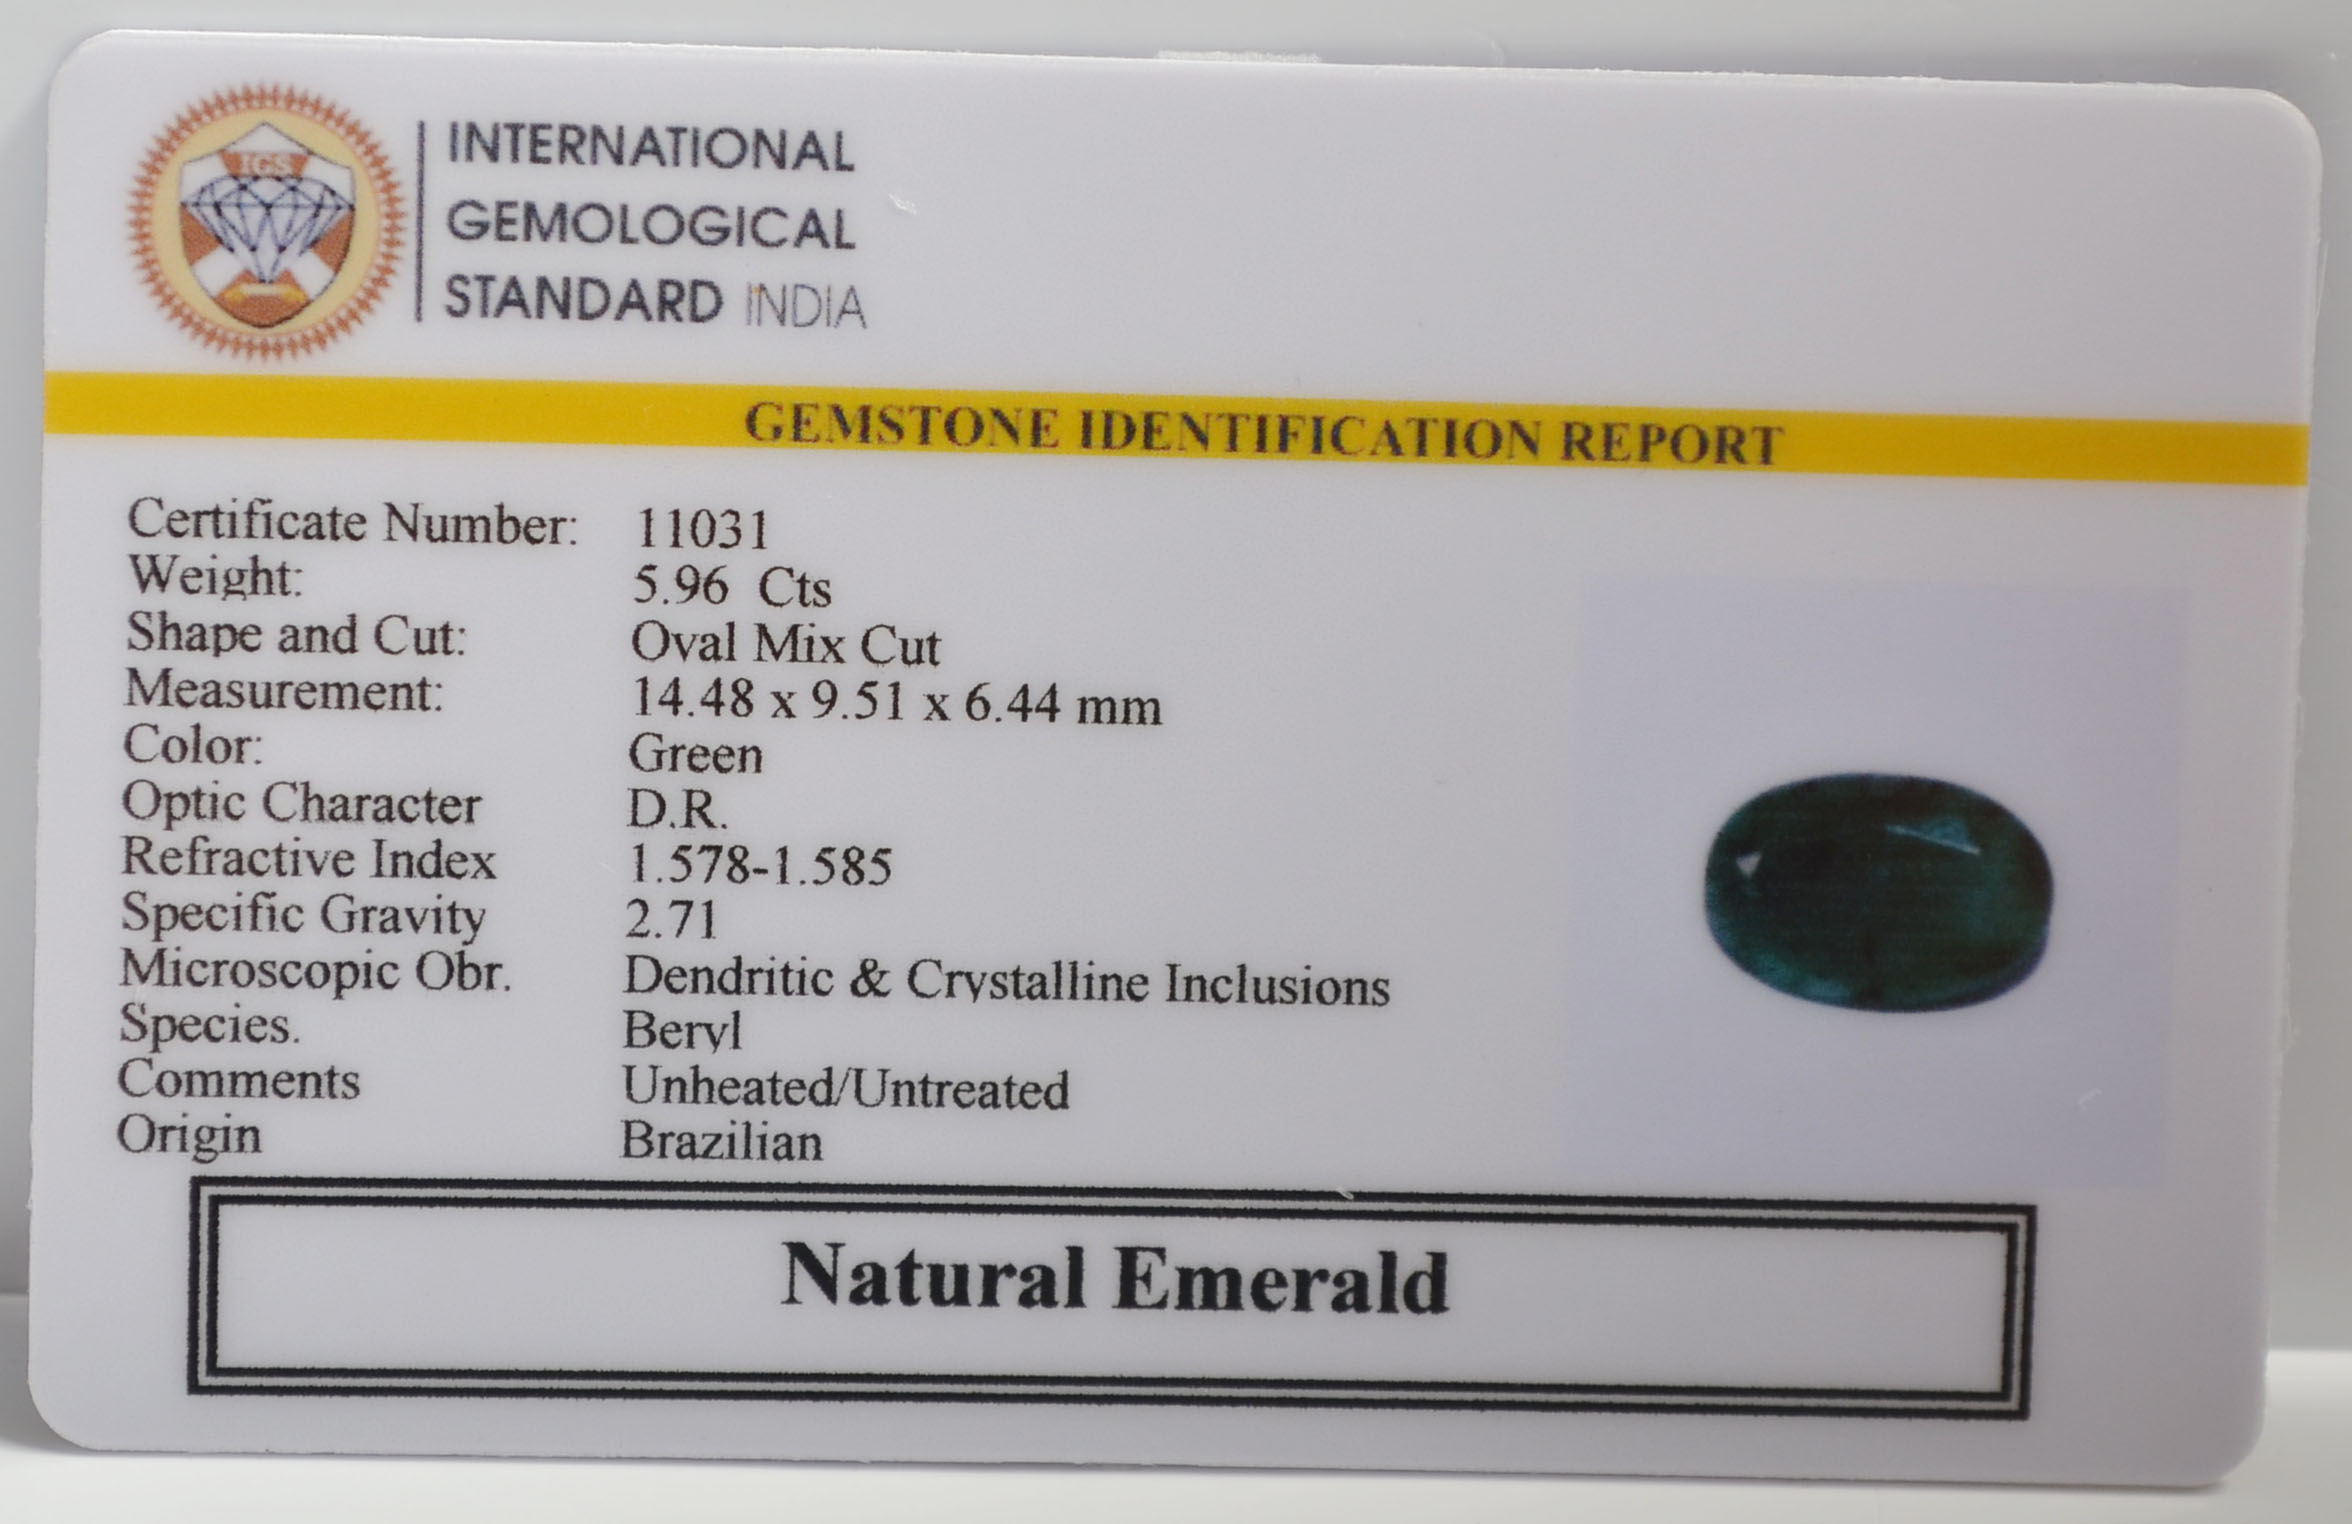 IGS
INTERNATIONAL
GEMOLOGICAL
STANDARD INDIA
GEMSTONE IDENTIFICATION REPORT
Certificate Number: 11031
Weight: 5.96 Cts
Shape and Cut: Oval Mix Cut
Measurement: 14.48 x 9.51 x 6.44 mm
Color: Green
Optic Character D.R.
Refractive Index 1.578-1.585
Specific Gravity 2.71
Microscopic Obr. Dendritic & Crystalline Inclusions
Species. Beryl
Comments Unheated/Untreated
Origin Brazilian
Natural Emerald